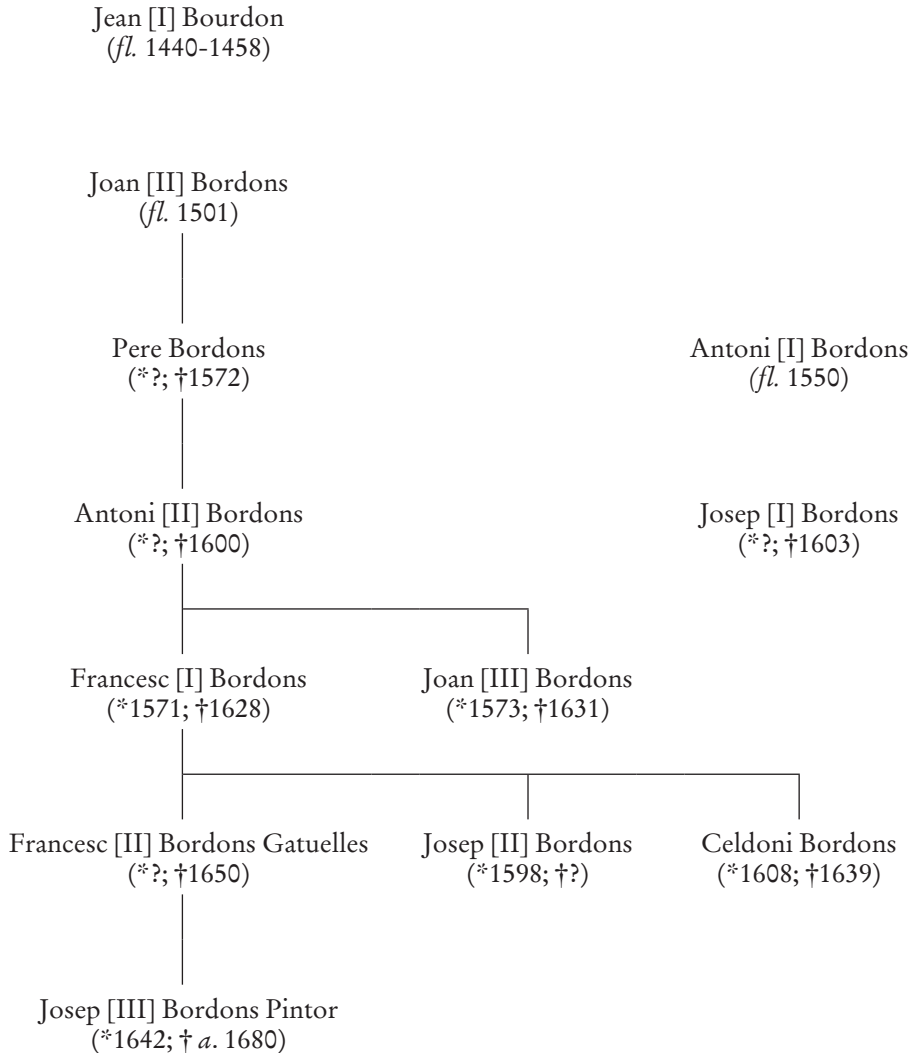 Jean [I] Bourdon
(fl. 1440-1458)
Joan [II] Bordons
(fl. 1501)
Pere Bordons
(*?; †1572)
Antoni [I] Bordons
(fl. 1550)
Antoni [II] Bordons
(*?; †1600)
Josep [I] Bordons
(*?; †1603)
Francesc [I] Bordons
(*1571; †1628)
Joan [III] Bordons
(*1573; †1631)
Francesc [II] Bordons Gatuelles
(*?; †1650)
Josep [II] Bordons
(*1598; †?)
Celdoni Bordons
(*1608; †1639)
Josep [III] Bordons Pintor
(*1642; † a. 1680)